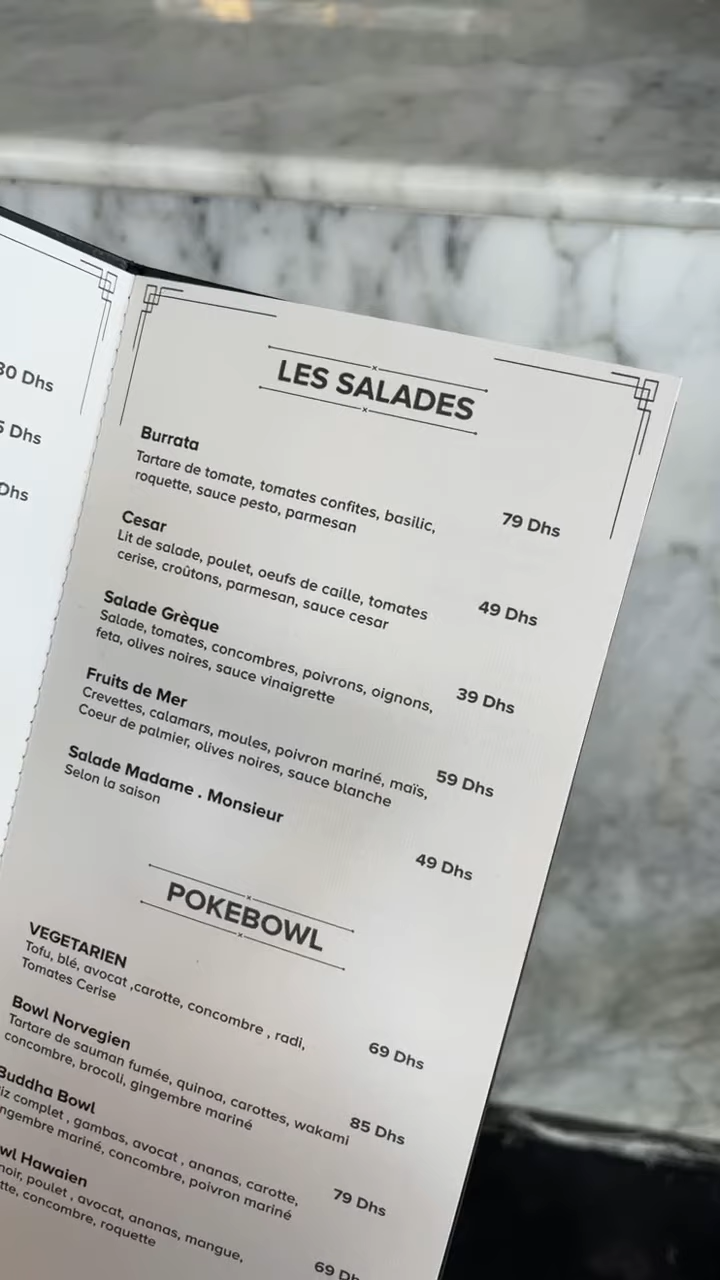 5 Dhs
Dhs
LES SALADES
Burrata
Tartare de tomate, tomates confites, basilic,
roquette, sauce pesto, parmesan
79 Dhs
Cesar
Lit de salade, poulet, oeufs de caille, tomates
cerise, croûtons, parmesan, sauce cesar
49 Dhs
Salade Grèque
Salade, tomates, concombres, poivrons, oignons,
feta, olives noires, sauce vinaigrette
39 Dhs
Fruits de Mer
Crevettes, calamars, moules, poivron mariné, maïs,
Coeur de palmier, olives noires, sauce blanche
59 Dhs
Salade Madame . Monsieur
Selon la saison
49 Dhs
POKEBOWL
VEGETARIEN
Tofu, blé, avocat ,carotte, concombre , radi,
Tomates Cerise
69 Dhs
Bowl Norvegien
Tartare de sauman fumée, quinoa, carottes, wakami
concombre, brocoli, gingembre mariné
85 Dhs
Buddha Bowl
iz complet , gambas, avocat , ananas, carotte,
ngembre mariné, concombre, poivron mariné
79 Dhs
wl Hawaien
noir, poulet , avocat, ananas, mangue,
tte, concombre, roquette
69 Dh